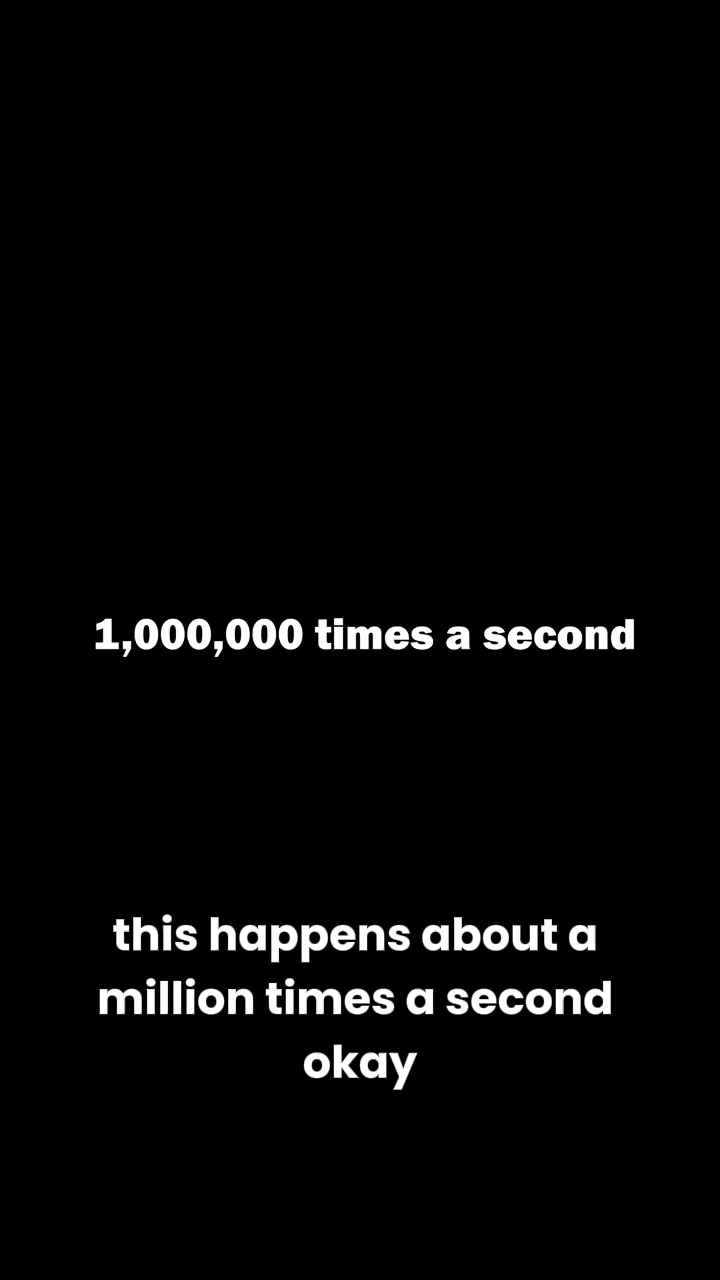 1,000,000 times a second
this happens about a
million times a second
okay